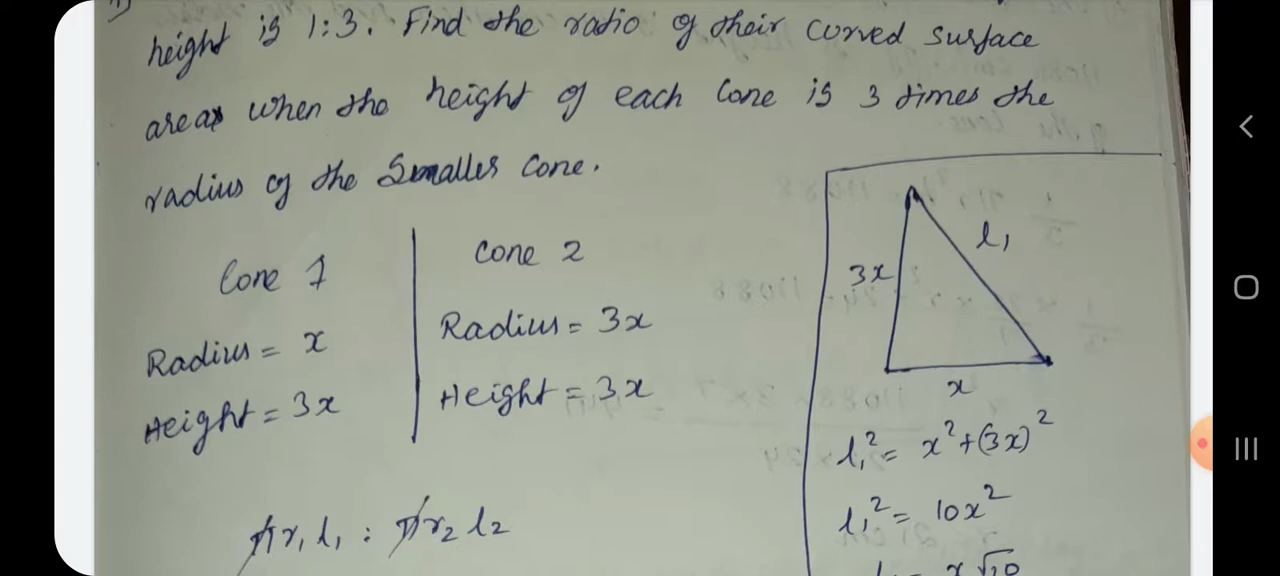 height is 1:3. Find the ratio of their curved surface
areas when the height of each Cone is 3 times the
radius of the Smaller Cone.
Cone 1
Cone 2
Radius = x
Radius = 3x
Height = 3x
Height = 3x
πr₁l₁ : πr₂l₂
3x
l₁
x
l₁² = x² + (3x)²
l₁² = 10x²
x√10